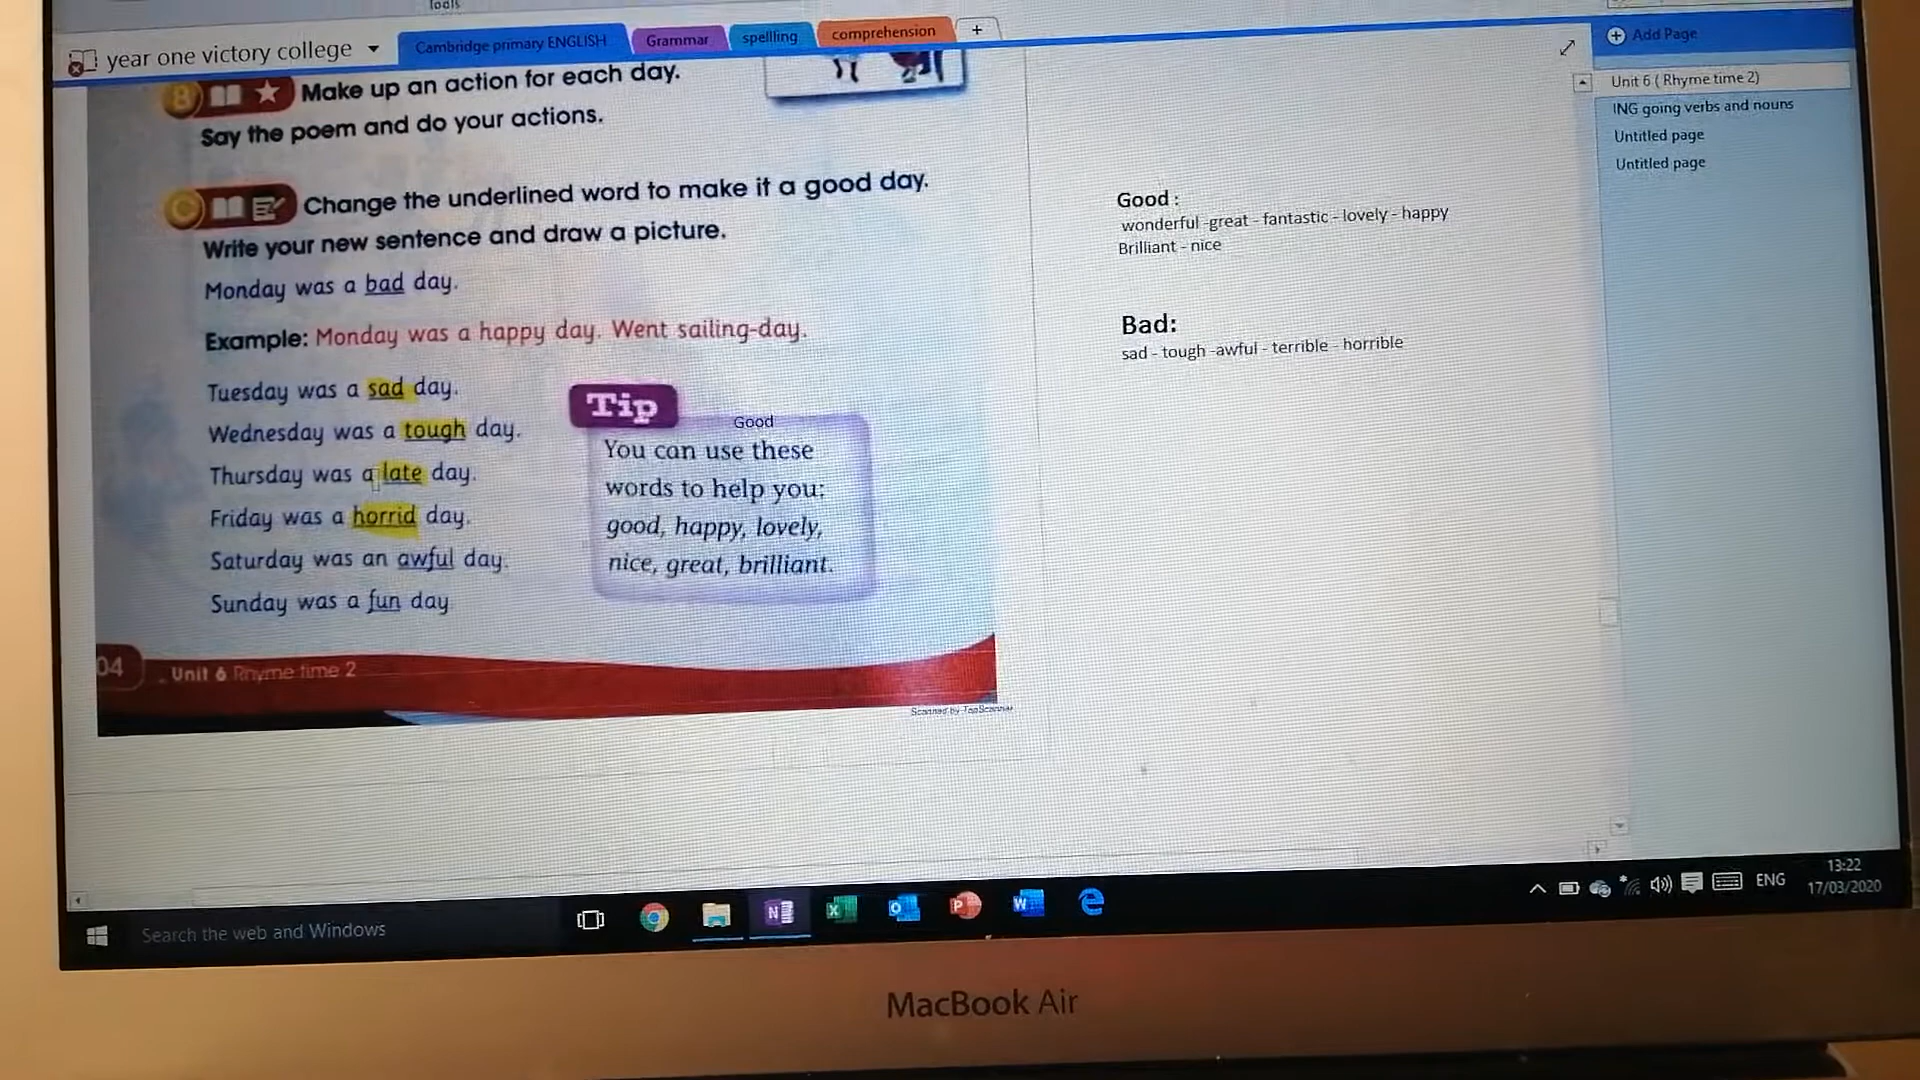 Tools
year one victory college
Cambridge primary ENGLISH
Grammar
spellling
comprehension
+
Add Page
Unit 6 ( Rhyme time 2)
ING going verbs and nouns
Untitled page
Untitled page
B Make up an action for each day.
Say the poem and do your actions.
C Change the underlined word to make it a good day.
Write your new sentence and draw a picture.
Monday was a bad day.
Example: Monday was a happy day. Went sailing-day.
Tuesday was a sad day.
Wednesday was a tough day.
Thursday was a late day.
Friday was a horrid day.
Saturday was an awful day.
Sunday was a fun day
Tip
Good
You can use these
words to help you:
good, happy, lovely,
nice, great, brilliant.
04
Unit 6 Rhyme time 2
Scanned by TapScanner
Good :
wonderful -great - fantastic - lovely - happy
Brilliant - nice
Bad:
sad - tough -awful - terrible - horrible
Search the web and Windows
ENG
13:22
17/03/2020
MacBook Air